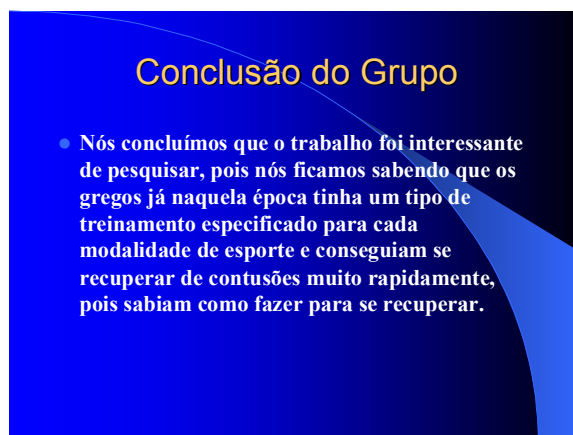 Conclusão do Grupo
Nós concluímos que o trabalho foi interessante
de pesquisar, pois nós ficamos sabendo que os
gregos já naquela época tinha um tipo de
treinamento especificado para cada
modalidade de esporte e conseguiam se
recuperar de contusões muito rapidamente,
pois sabiam como fazer para se recuperar.